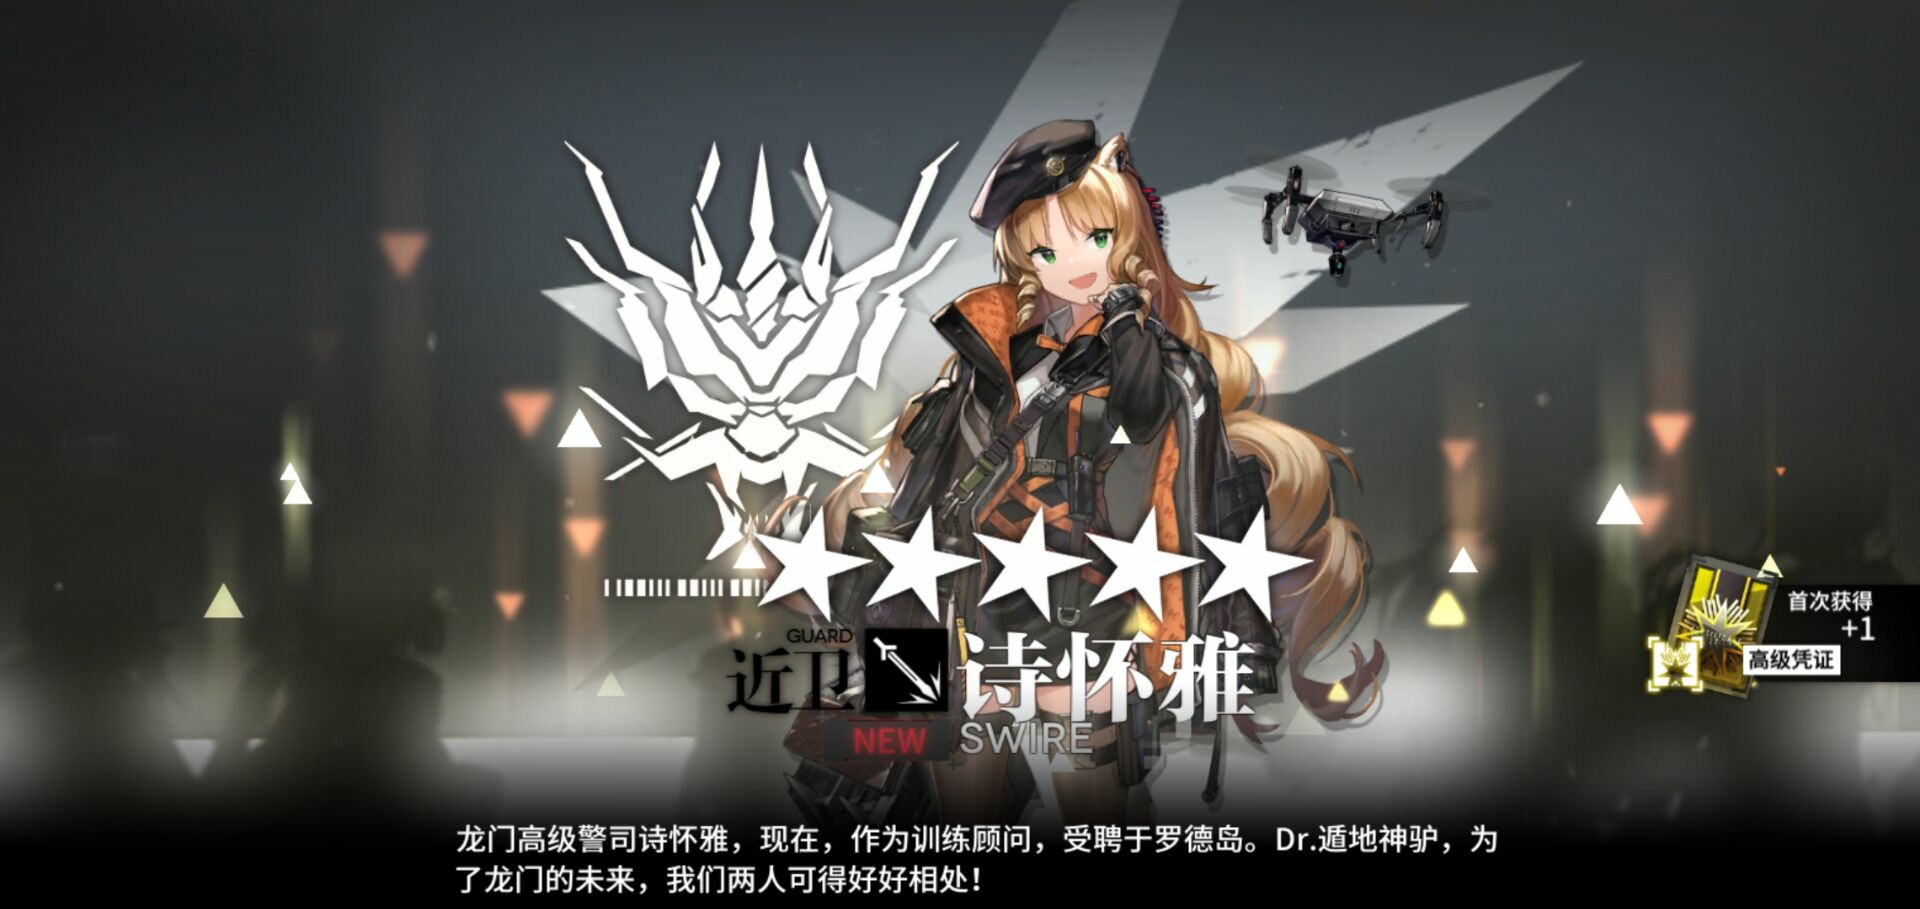 GUARD
近卫
诗怀雅
NEW
SWIRE
首次获得
+1
高级凭证
龙门高级警司诗怀雅，现在，作为训练顾问，受聘于罗德岛。Dr.遁地神驴，为
了龙门的未来，我们两人可得好好相处！